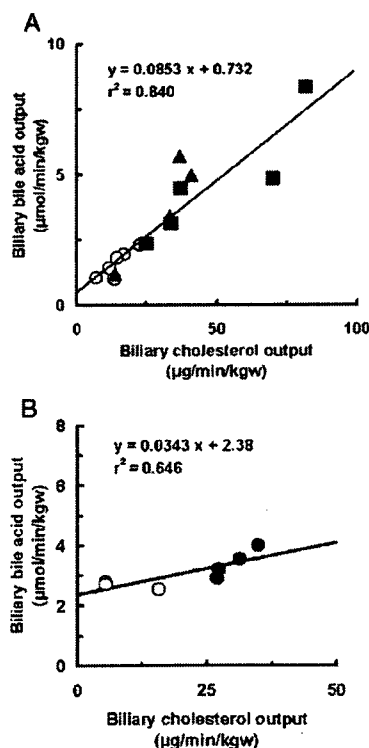 A
10
y = 0.0853 x + 0.732
r² = 0.840
5
0
Biliary bile acid output
(µmol/min/kgw)
0
50
100
Biliary cholesterol output
(µg/min/kgw)
B
8
y = 0.0343 x + 2.38
r² = 0.646
6
4
2
0
Biliary bile acid output
(µmol/min/kgw)
0
25
50
Biliary cholesterol output
(µg/min/kgw)